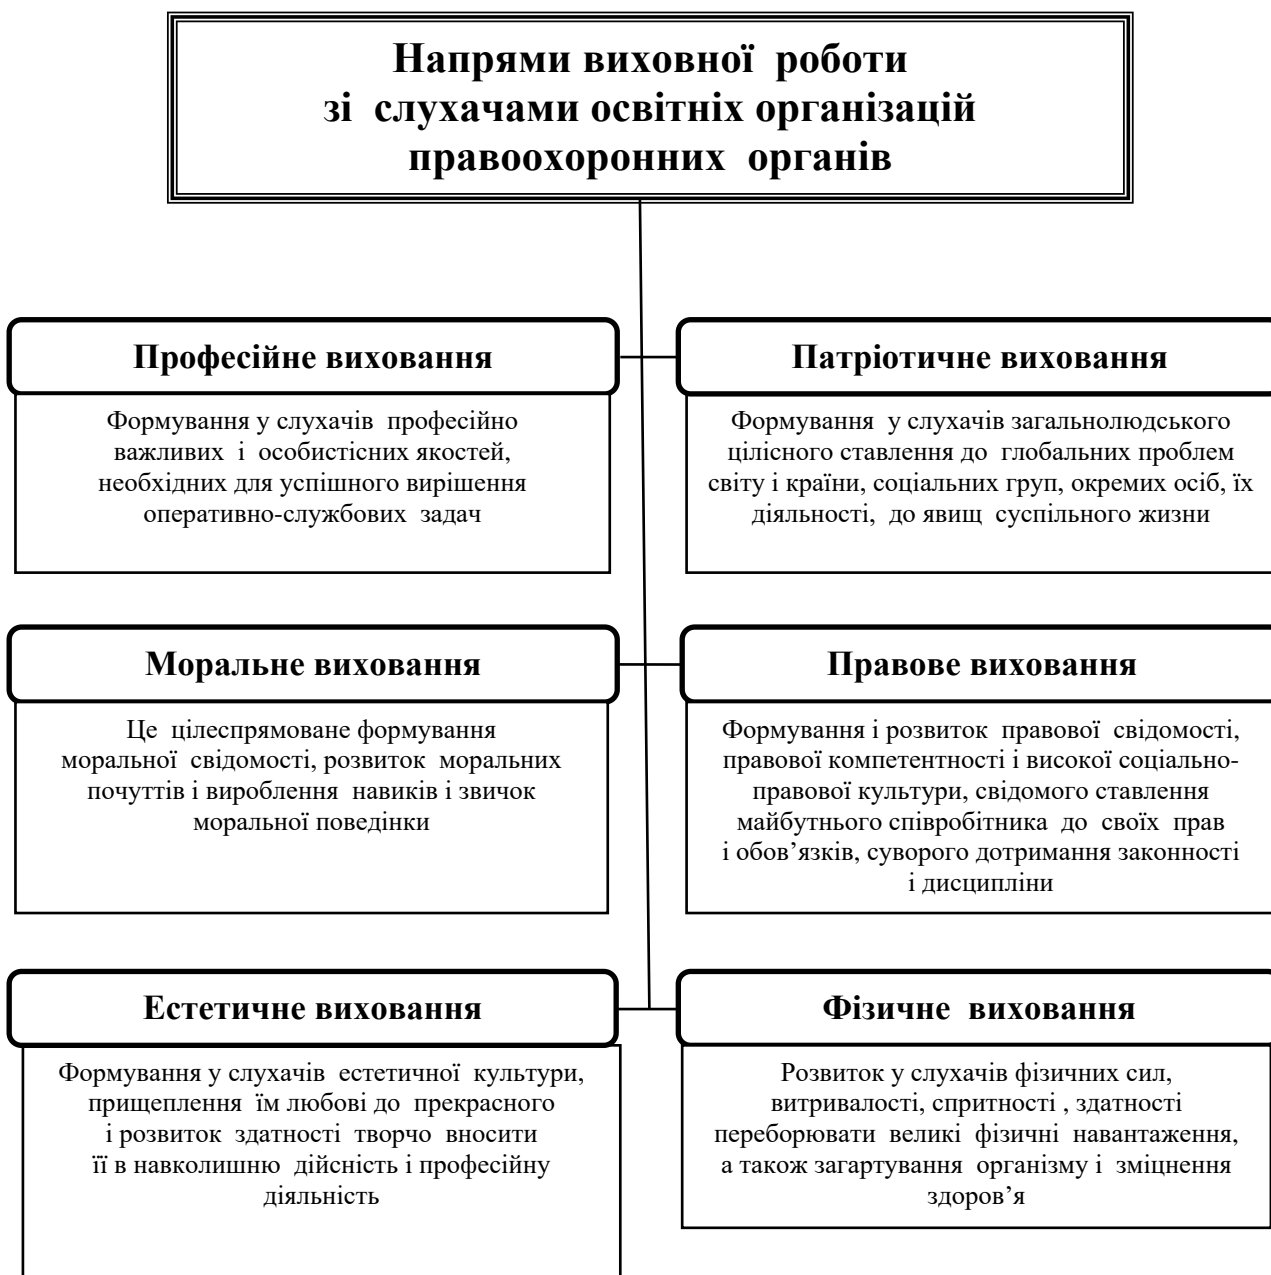 Напрями виховної роботи
зі слухачами освітніх організацій
правоохоронних органів
Професійне виховання
Формування у слухачів професійно
важливих і особистісних якостей,
необхідних для успішного вирішення
оперативно-службових задач
Патріотичне виховання
Формування у слухачів загальнолюдського
цілісного ставлення до глобальних проблем
світу і країни, соціальних груп, окремих осіб, їх
діяльності, до явищ суспільного жизни
Моральне виховання
Це цілеспрямоване формування
моральної свідомості, розвиток моральних
почуттів і вироблення навиків і звичок
моральної поведінки
Правове виховання
Формування і розвиток правової свідомості,
правової компетентності і високої соціально-
правової культури, свідомого ставлення
майбутнього співробітника до своїх прав
і обов’язків, суворого дотримання законності
і дисципліни
Естетичне виховання
Формування у слухачів естетичної культури,
прищеплення їм любові до прекрасного
і розвиток здатності творчо вносити
її в навколишню дійсність і професійну
діяльність
Фізичне виховання
Розвиток у слухачів фізичних сил,
витривалості, спритності , здатності
переборювати великі фізичні навантаження,
а також загартування організму і зміцнення
здоров’я